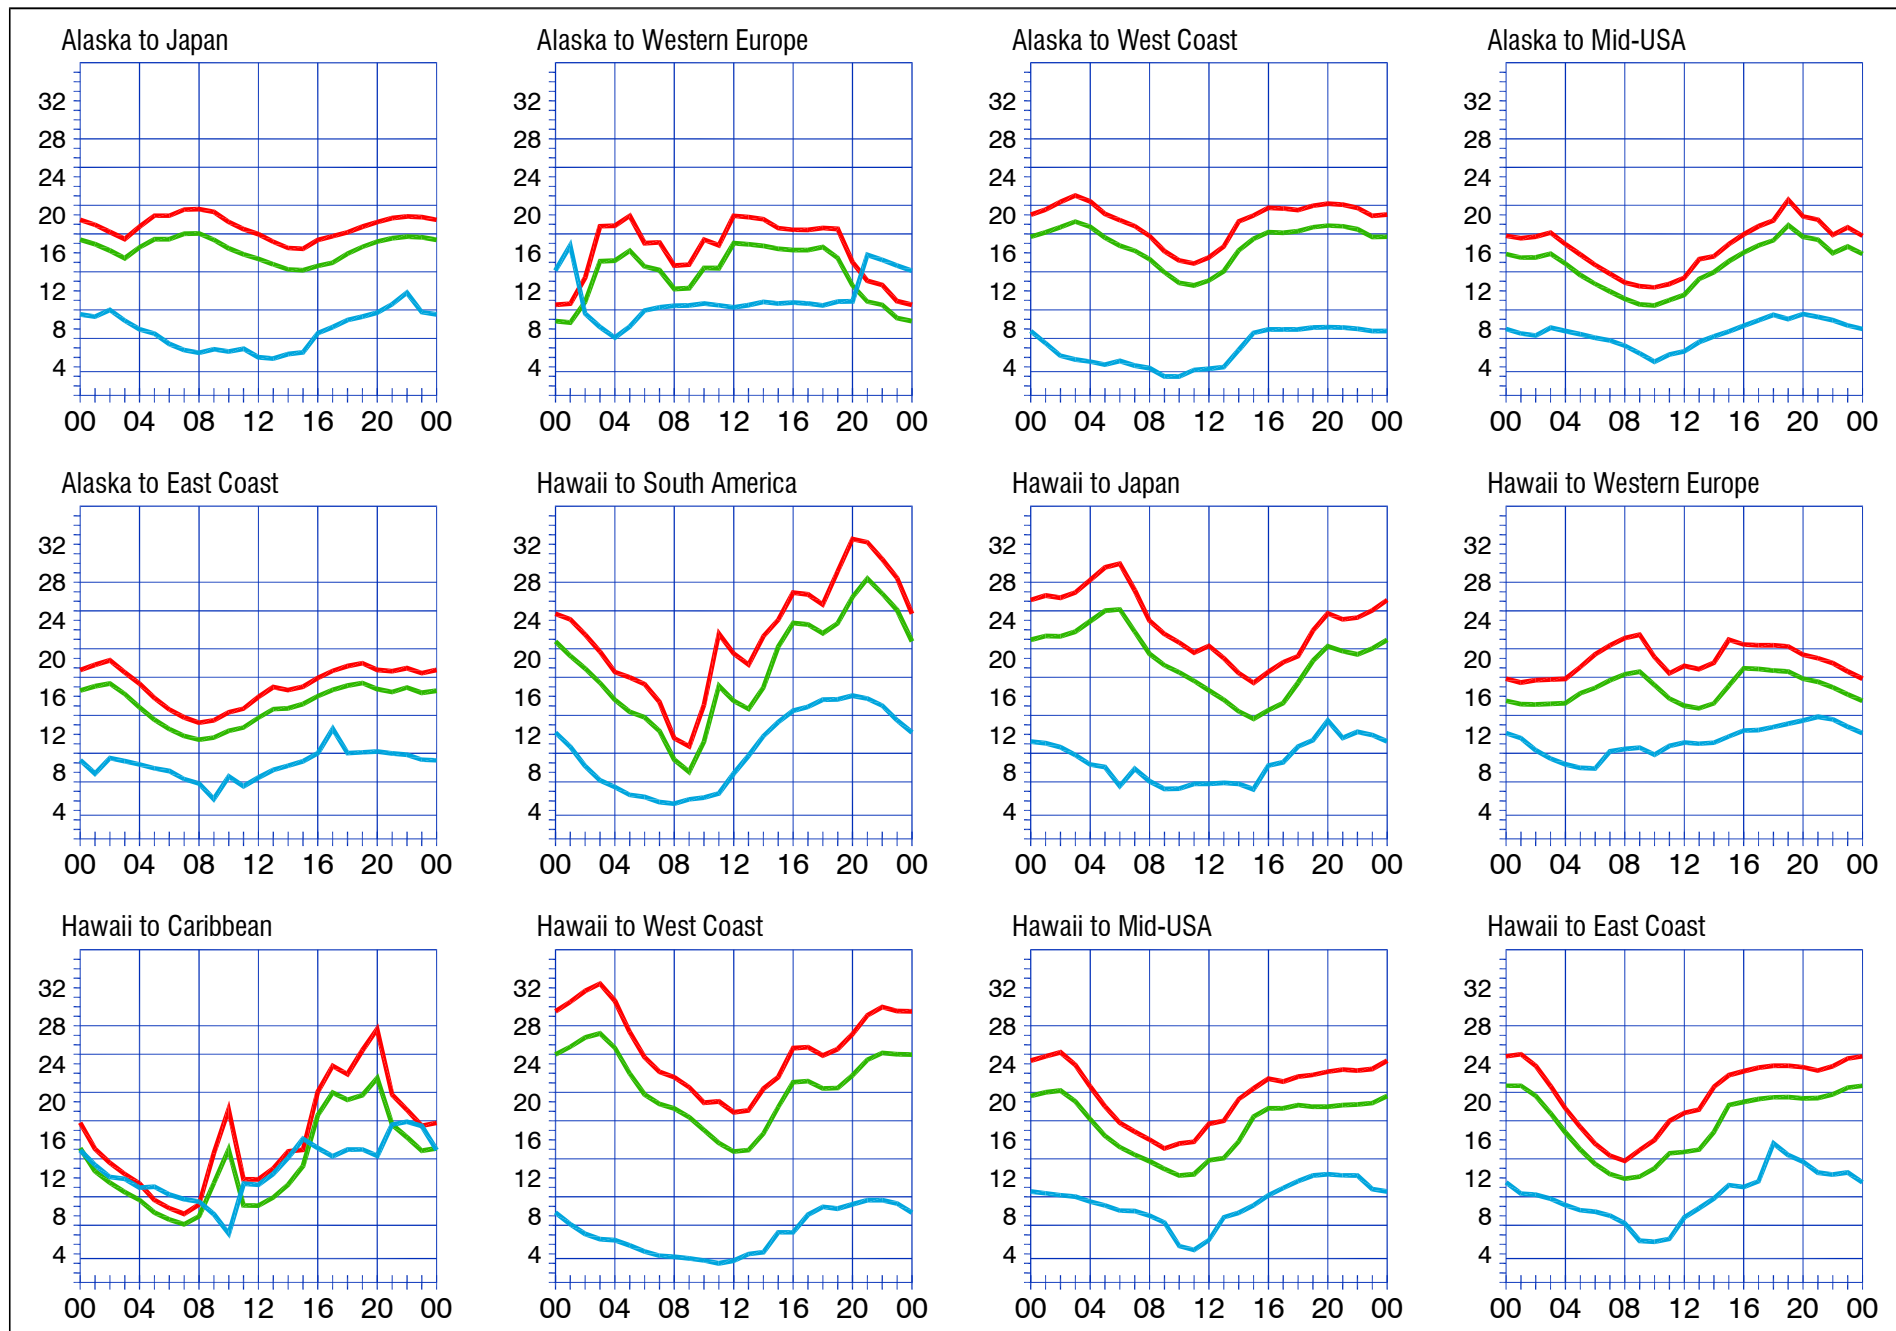 Alaska to Japan
Alaska to Western Europe
Alaska to West Coast
Alaska to Mid-USA
32 32 32 32
28 28 28 28
24 24 24 24
20 20 20 20
16 16 16 16
12 12 12 12
8 8 8 8
4 4 4 4
00 04 08 12 16 20 00 00 04 08 12 16 20 00 00 04 08 12 16 20 00 00 04 08 12 16 20 00
Alaska to East Coast
Hawaii to South America
Hawaii to Japan
Hawaii to Western Europe
32 32 32 32
28 28 28 28
24 24 24 24
20 20 20 20
16 16 16 16
12 12 12 12
8 8 8 8
4 4 4 4
00 04 08 12 16 20 00 00 04 08 12 16 20 00 00 04 08 12 16 20 00 00 04 08 12 16 20 00
Hawaii to Caribbean
Hawaii to West Coast
Hawaii to Mid-USA
Hawaii to East Coast
32 32 32 32
28 28 28 28
24 24 24 24
20 20 20 20
16 16 16 16
12 12 12 12
8 8 8 8
4 4 4 4
00 04 08 12 16 20 00 00 04 08 12 16 20 00 00 04 08 12 16 20 00 00 04 08 12 16 20 00